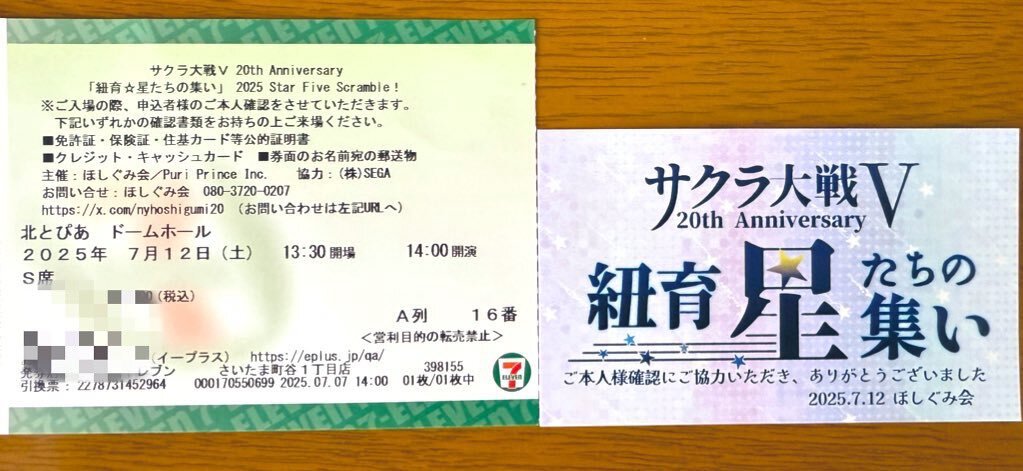 サクラ大戦Ⅴ 20th Anniversary
「紐育☆星たちの集い」 2025 Star Five Scramble!
※ご入場の際、申込者様のご本人確認をさせていただきます。
下記いずれかの確認書類をお持ちの上ご来場ください。
■免許証・保険証・住基カード等公的証明書
■クレジット・キャッシュカード ■券面のお名前宛の郵送物
主催：ほしぐみ会／Puri Prince Inc. 協力：(株)SEGA
お問い合せ：ほしぐみ会 080-3720-0207
https://x.com/nyhoshigumi20 (お問い合わせは左記URLへ)
北とぴあ ドームホール
２０２５年 ７月１２日（土） 13:30開場 14:00開演
Ｓ席
(税込)
Ａ列 １６番
＜営利目的の転売禁止＞
(イープラス) https://eplus.jp/qa/
さいたま町谷１丁目店 398155
引換票：2278731452964 000170550699 2025.07.07 14:00 01枚/01枚中
7
ELEVEN
サクラ大戦Ⅴ
20th Anniversary
紐育星たちの集い
ご本人様確認にご協力いただき、ありがとうございました
2025.7.12 ほしぐみ会